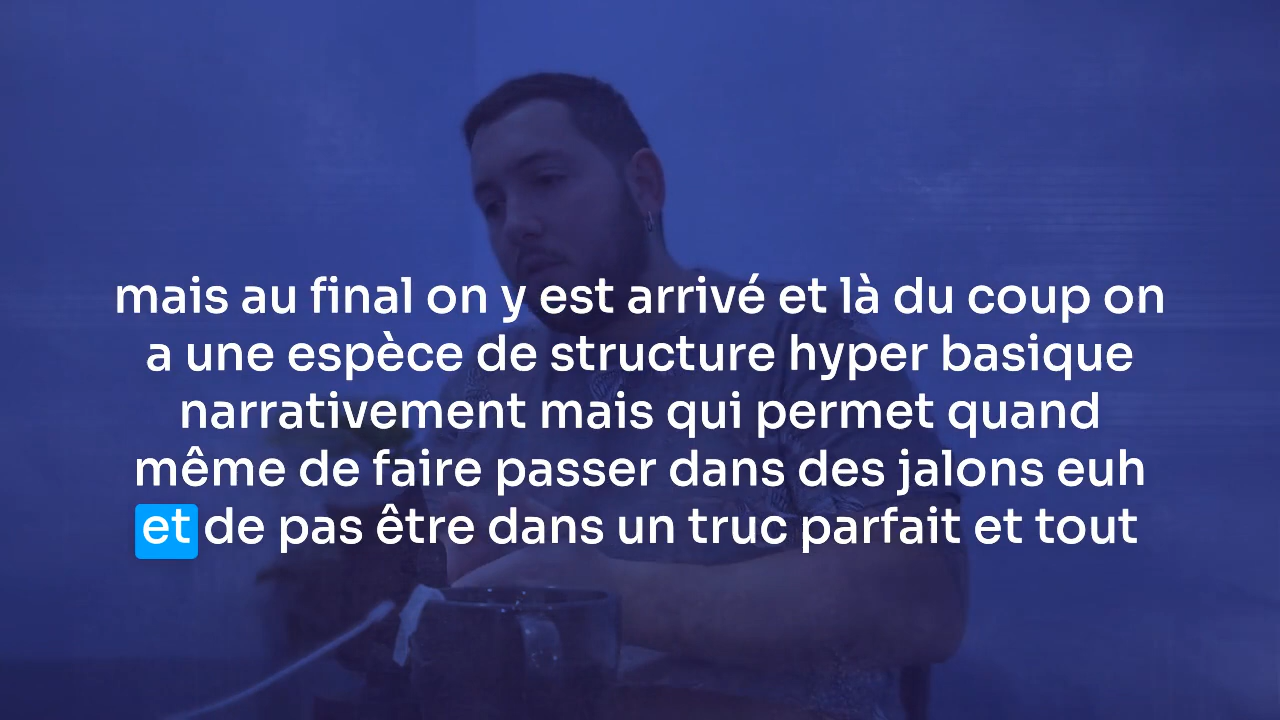 mais au final on y est arrivé et là du coup on
a une espèce de structure hyper basique
narrativement mais qui permet quand
même de faire passer dans des jalons euh
et de pas être dans un truc parfait et tout